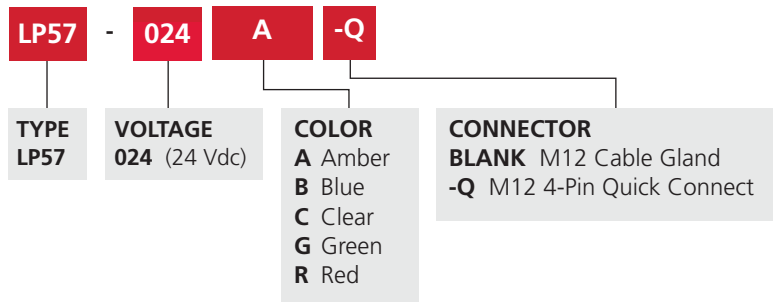 LP57 - 024 A -Q
TYPE
LP57
VOLTAGE
024 (24 Vdc)
COLOR
A Amber
B Blue
C Clear
G Green
R Red
CONNECTOR
BLANK M12 Cable Gland
-Q M12 4-Pin Quick Connect